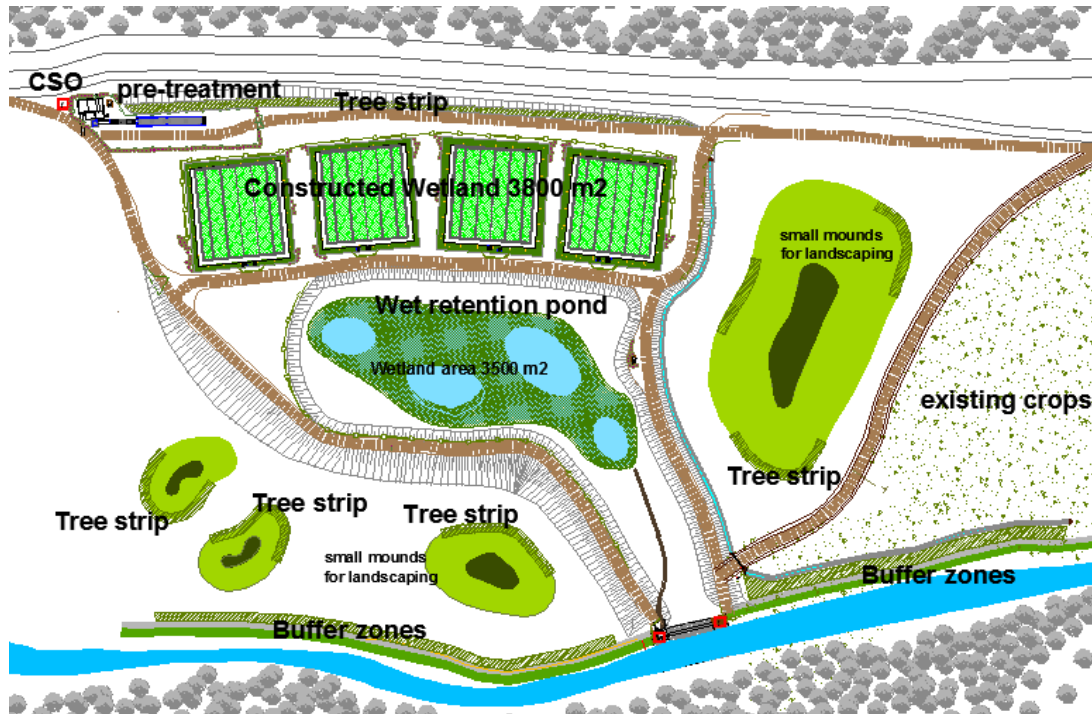 CSO
pre-treatment
Tree strip
Constructed Wetland 3800 m2
small mounds
for landscaping
Wet retention pond
Wetland area 3500 m2
existing crops
Tree strip
Tree strip
Tree strip
Tree strip
small mounds
for landscaping
Buffer zones
Buffer zones